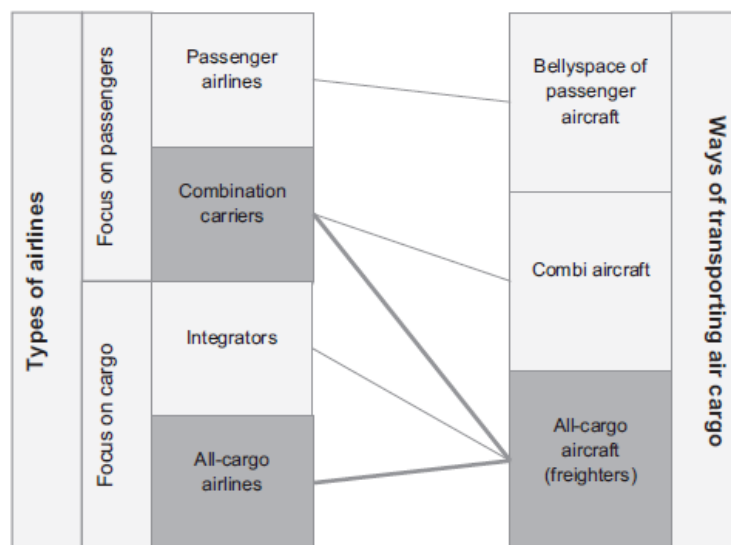 Types of airlines
Focus on passengers
Passenger
airlines
Combination
carriers
Focus on cargo
Integrators
All-cargo
airlines
Bellyspace of
passenger
aircraft
Combi aircraft
All-cargo
aircraft
(freighters)
Ways of transporting air cargo